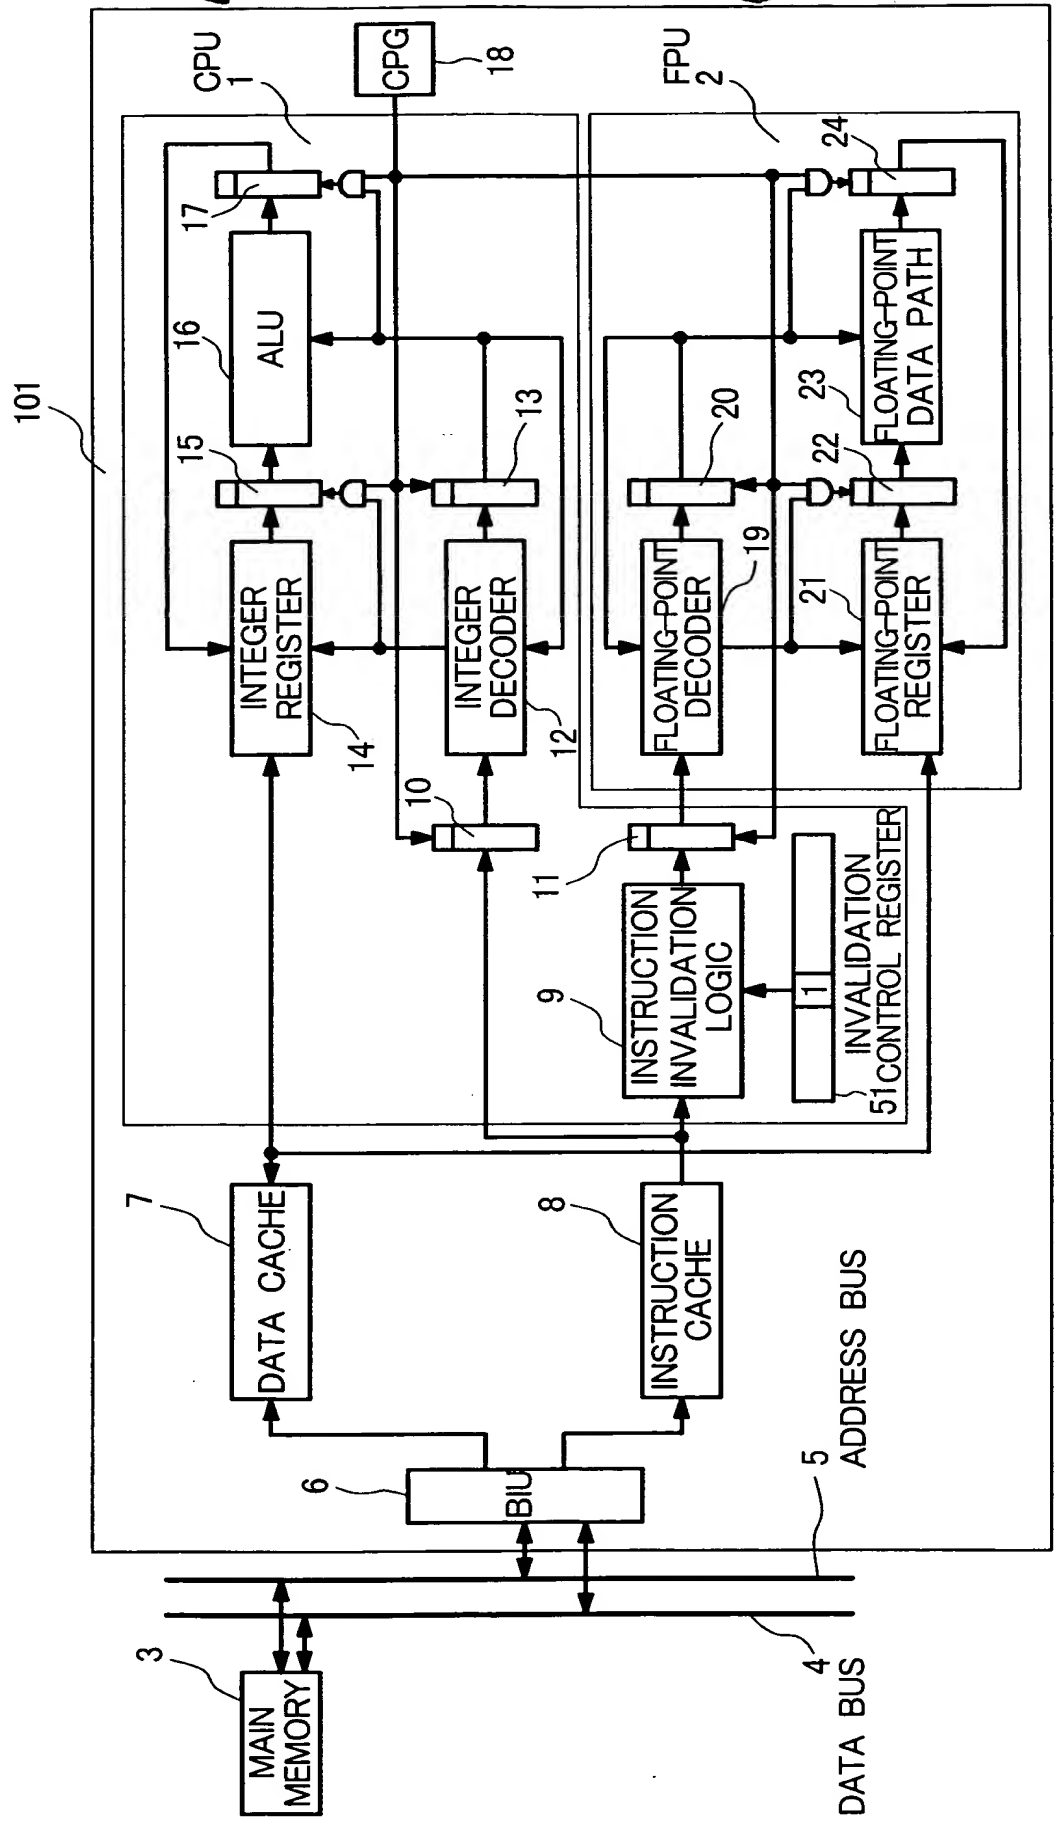 101
CPU
1
CPG
18
FPU
2
17
16
ALU
15
13
INTEGER
REGISTER
14
INTEGER
DECODER
12
10
24
23
FLOATING-POINT
DATA PATH
20
22
FLOATING-POINT
DECODER
19
21
FLOATING-POINT
REGISTER
11
9
INSTRUCTION
INVALIDATION
LOGIC
1
INVALIDATION
CONTROL REGISTER
51
7
DATA CACHE
8
INSTRUCTION
CACHE
6
BIU
5
ADDRESS BUS
4
DATA BUS
3
MAIN
MEMORY